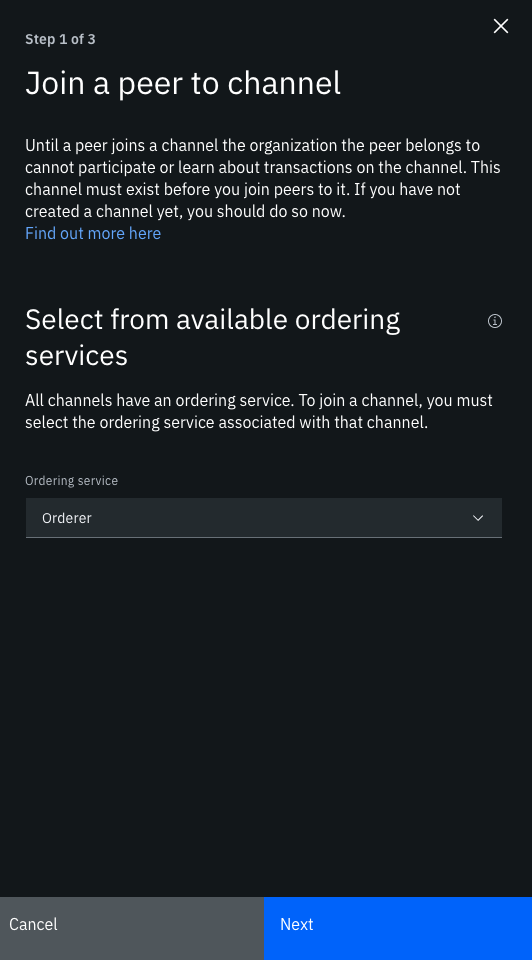 Step 1 of 3
Join a peer to channel
Until a peer joins a channel the organization the peer belongs to
cannot participate or learn about transactions on the channel. This
channel must exist before you join peers to it. If you have not
created a channel yet, you should do so now.
Find out more here
Select from available ordering
services
All channels have an ordering service. To join a channel, you must
select the ordering service associated with that channel.
Ordering service
Orderer
Cancel
Next